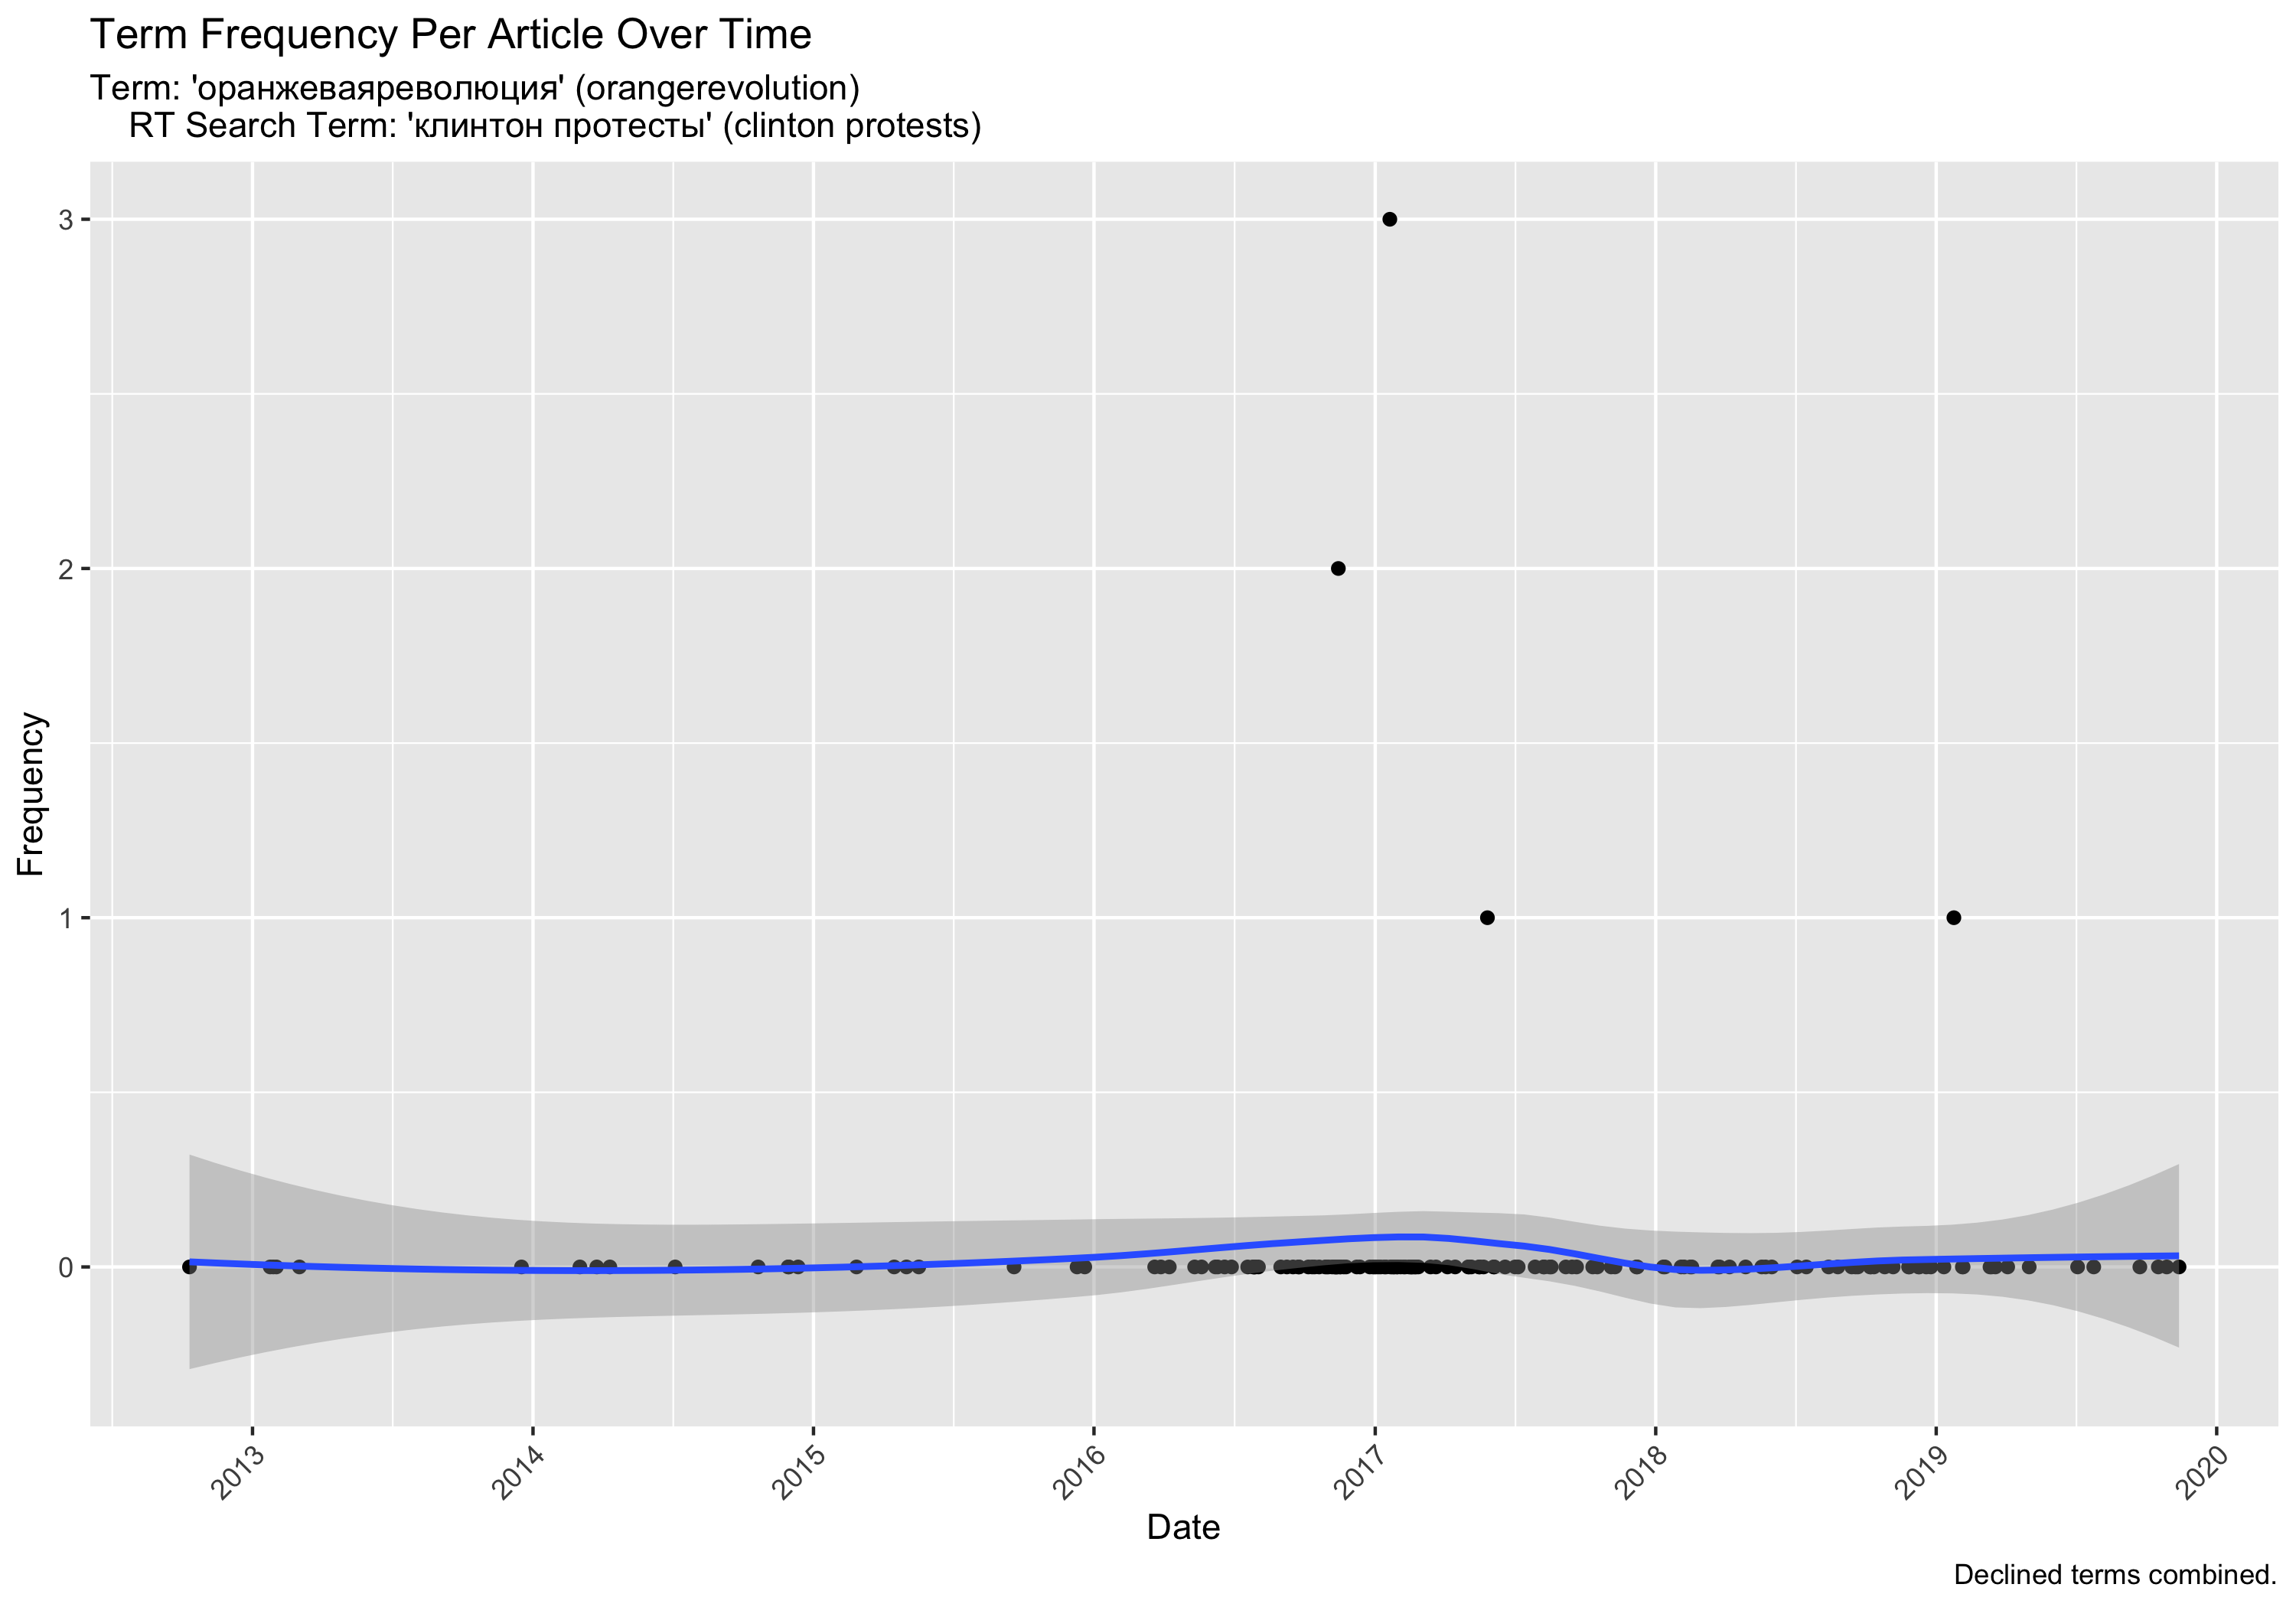 Term Frequency Per Article Over Time
Term: 'оранжеваяреволюция' (orangerevolution)
RT Search Term: 'клинтон протесты' (clinton protests)
3
2
1
0
Frequency
2013
2014
2015
2016
2017
2018
2019
2020
Date
Declined terms combined.